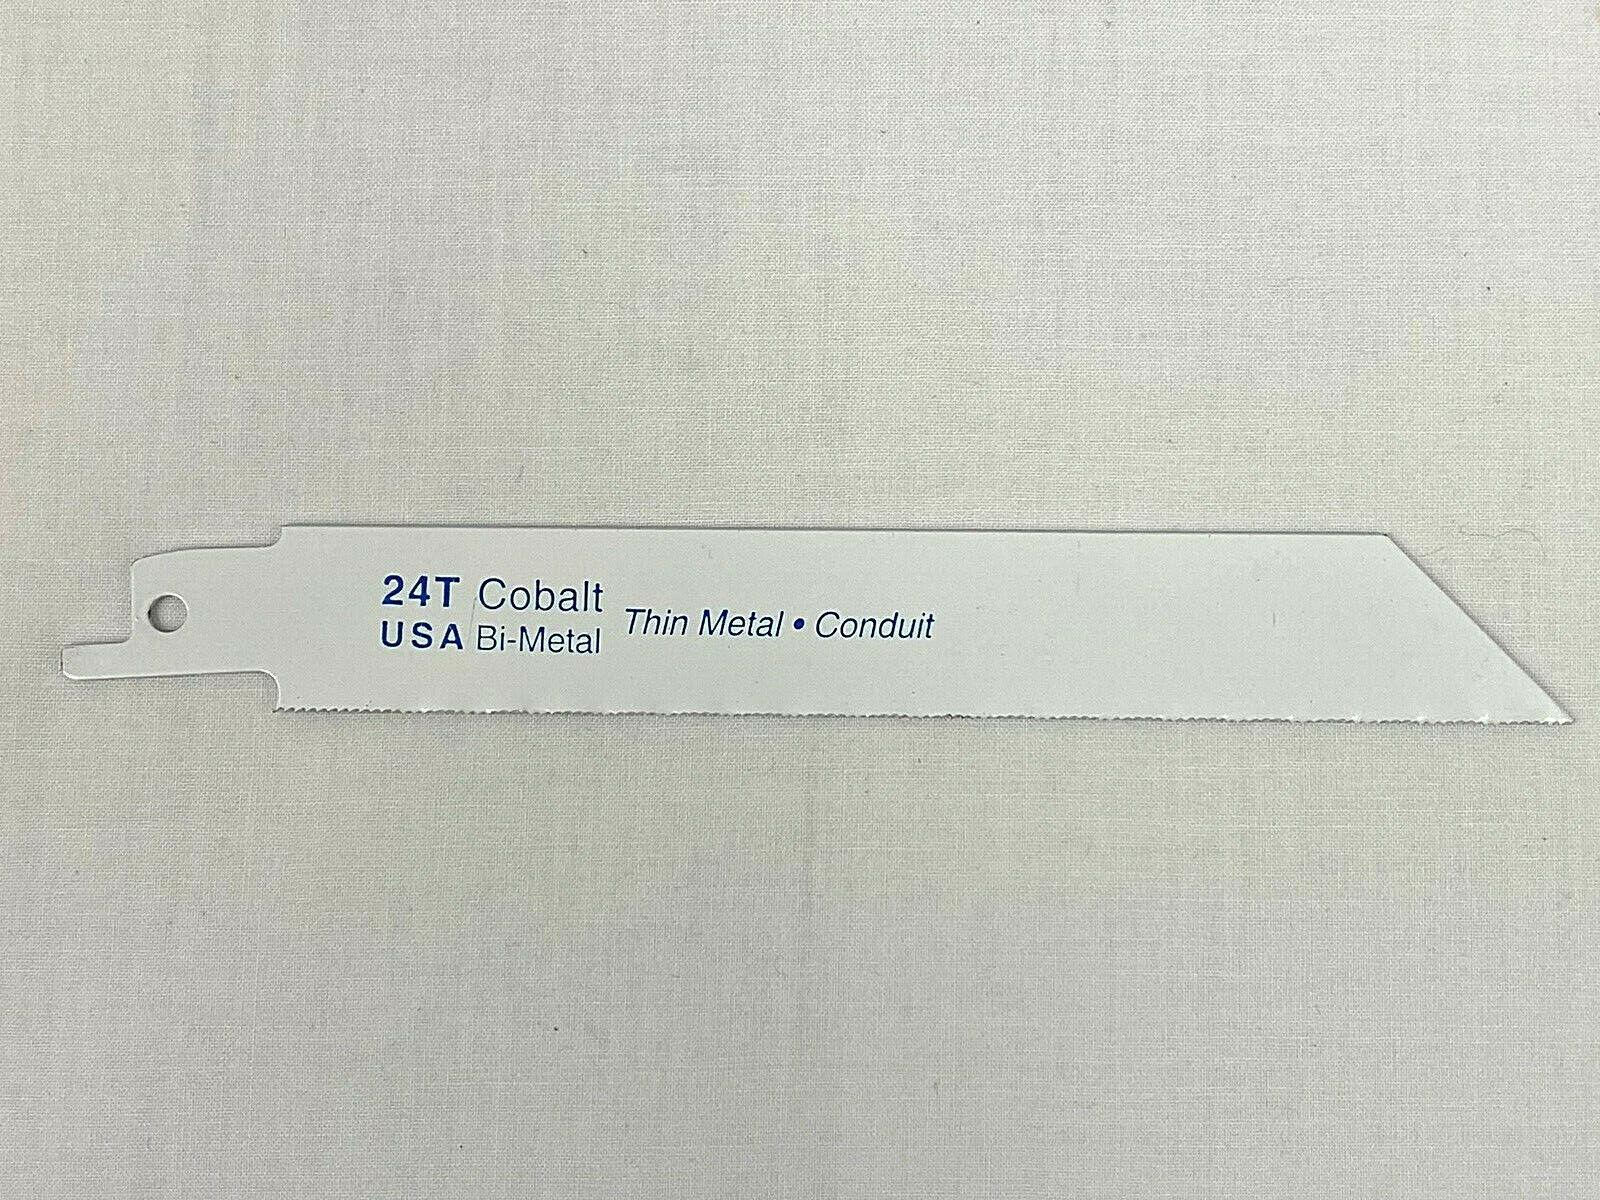 24T Cobalt
USA Bi-Metal
Thin Metal • Conduit